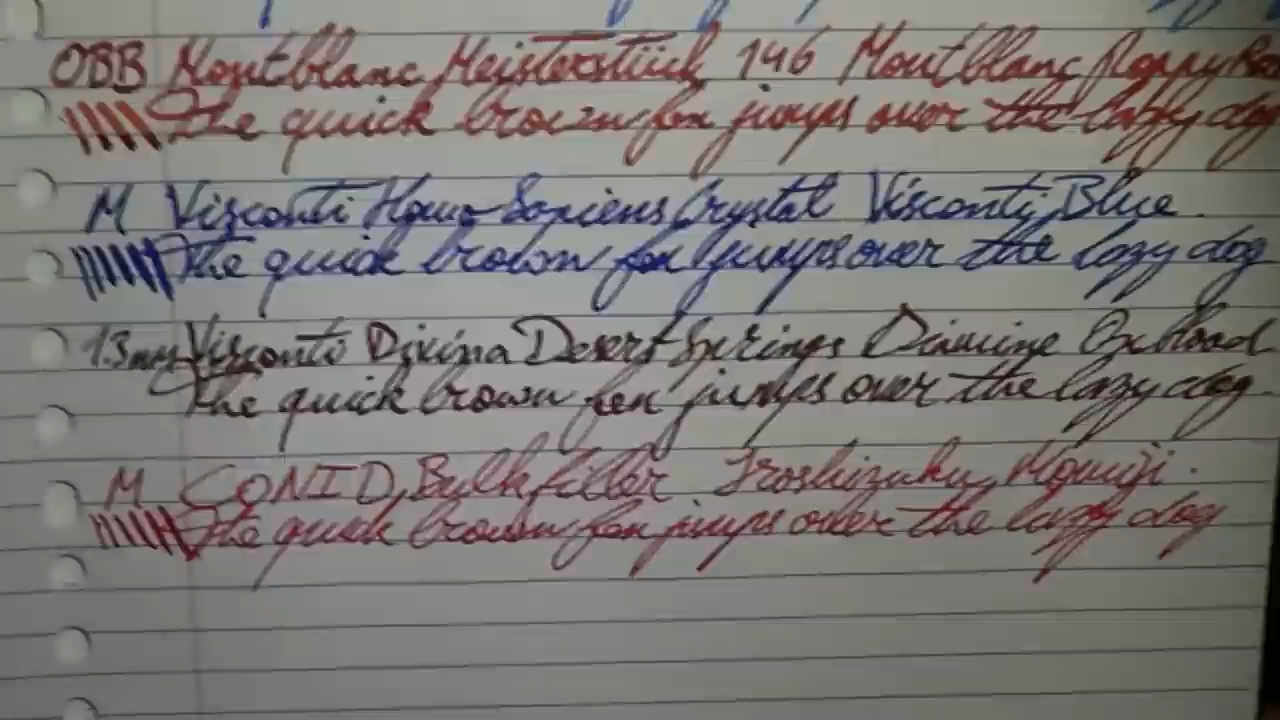 OBB Montblanc Meisterstück 146 Montblanc Poppy Red
The quick brown fox jumps over the lazy dog
M Visconti Homo Sapiens Crystal Visconti Blue.
The quick brown fox jumps over the lazy dog
1.3mm Visconti Divina Desert Springs Diamine Oxblood
The quick brown fox jumps over the lazy dog
M CONID Bulkfiller Iroshizuku Momiji.
The quick brown fox jumps over the lazy dog